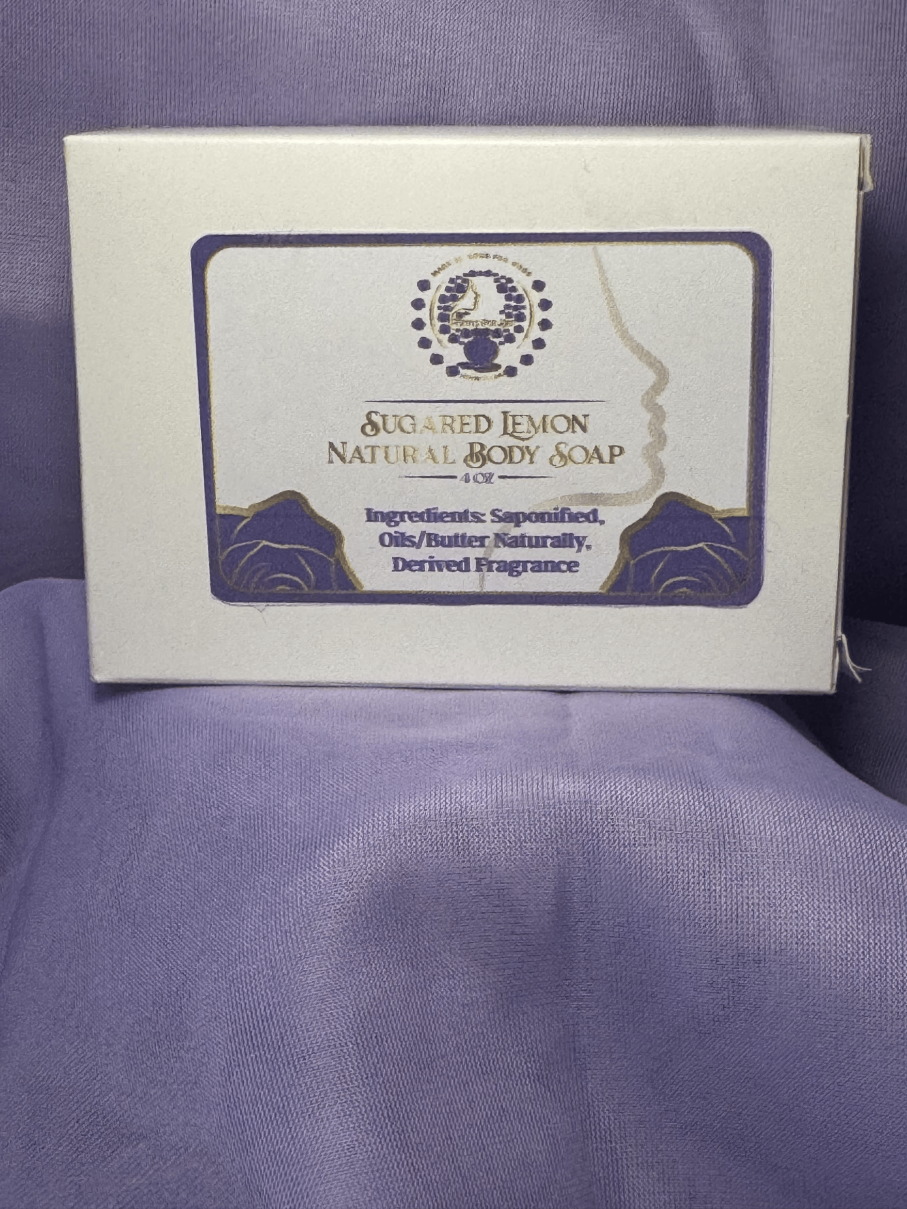 Sugared Lemon
Natural Body Soap
4 oz
Ingredients: Saponified,
Oils/Butter Naturally,
Derived Fragrance